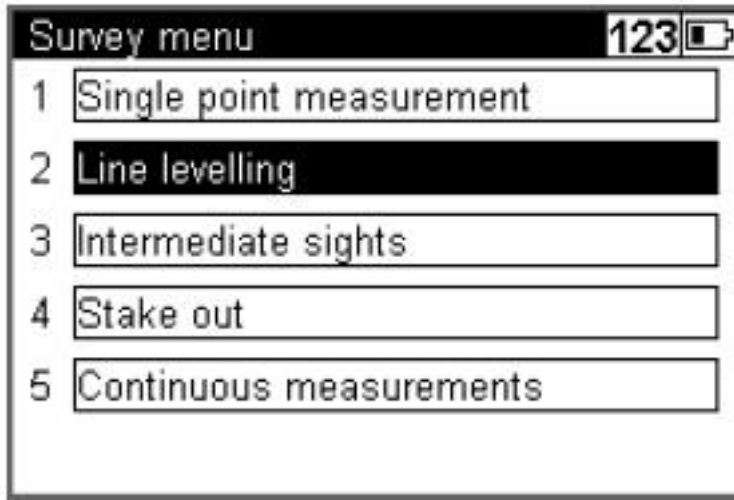 Survey menu 123
1 Single point measurement
2 Line levelling
3 Intermediate sights
4 Stake out
5 Continuous measurements